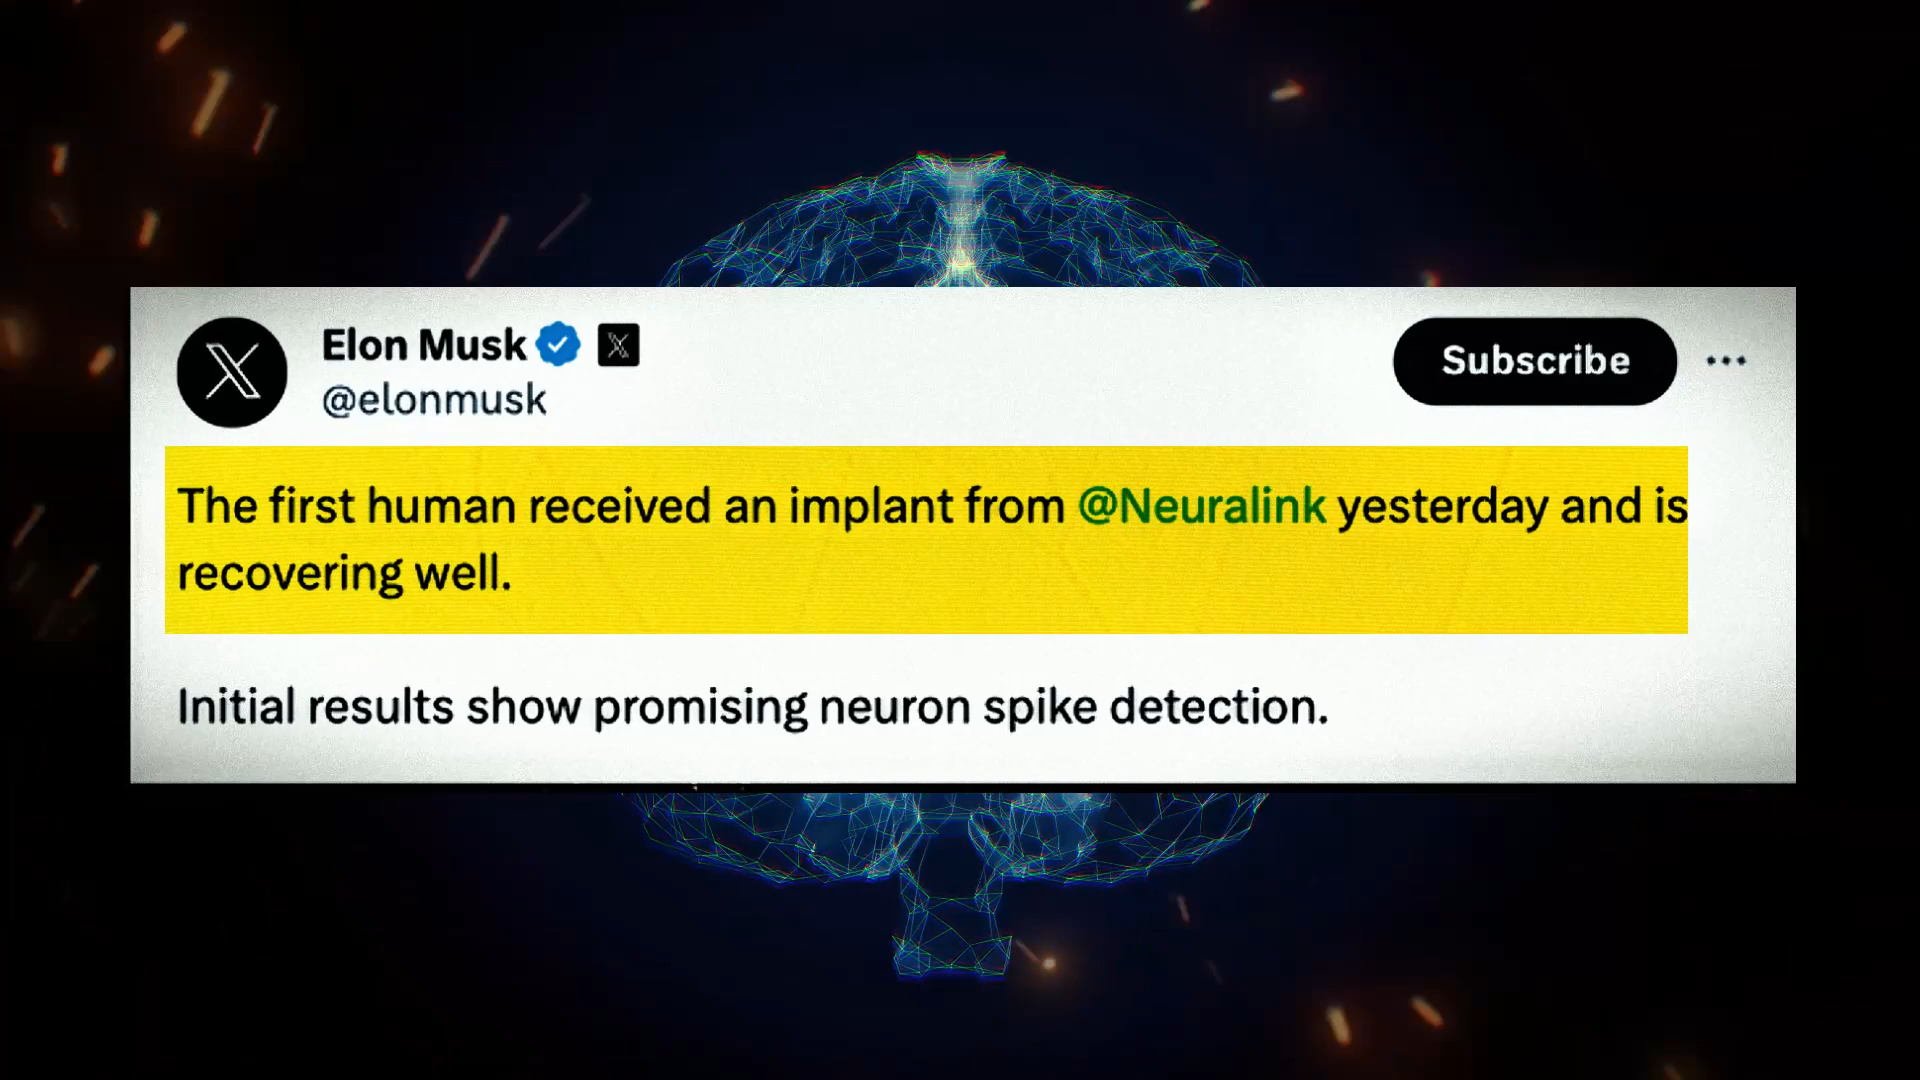 Elon Musk
@elonmusk
Subscribe
The first human received an implant from @Neuralink yesterday and is
recovering well.
Initial results show promising neuron spike detection.